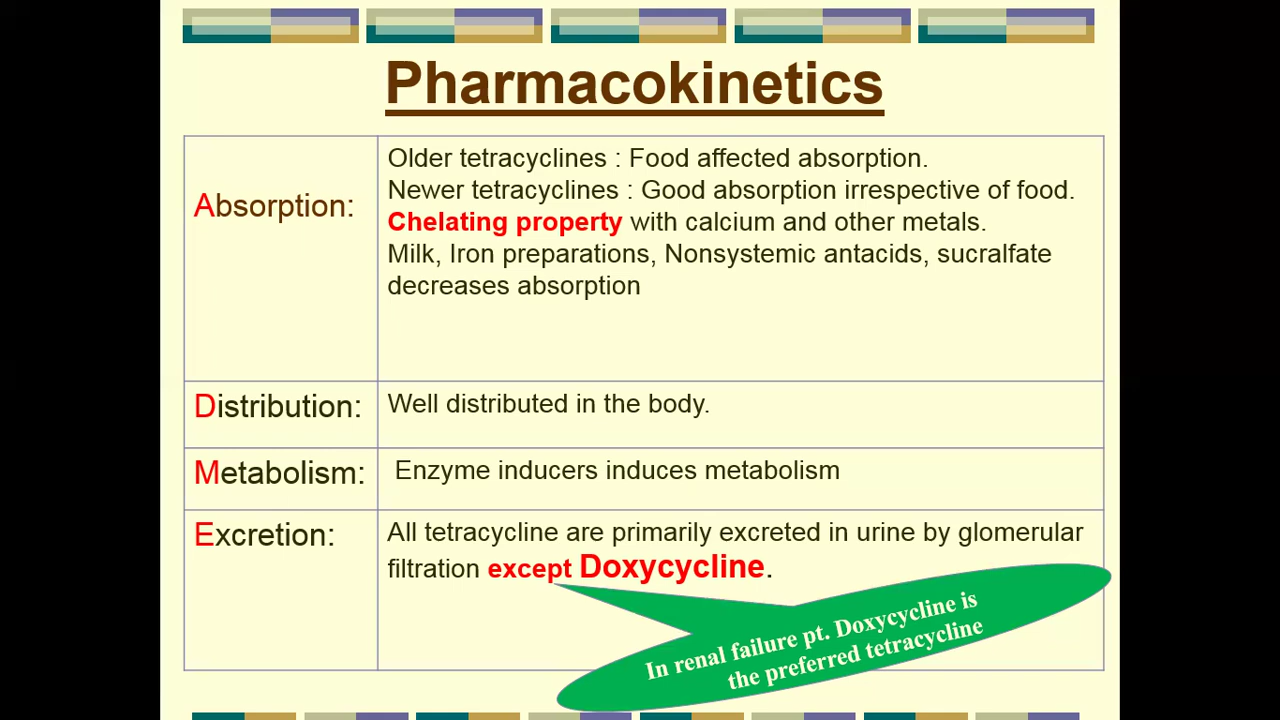 Pharmacokinetics
Absorption:
Older tetracyclines : Food affected absorption.
Newer tetracyclines : Good absorption irrespective of food.
Chelating property with calcium and other metals.
Milk, Iron preparations, Nonsystemic antacids, sucralfate
decreases absorption
Distribution:
Well distributed in the body.
Metabolism:
Enzyme inducers induces metabolism
Excretion:
All tetracycline are primarily excreted in urine by glomerular
filtration except Doxycycline.
In renal failure pt. Doxycycline is
the preferred tetracycline